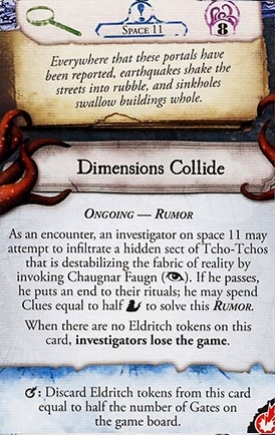 SPACE 11
8
Everywhere that these portals have
been reported, earthquakes shake the
streets into rubble, and sinkholes
swallow buildings whole.
Dimensions Collide
ONGOING — RUMOR
As an encounter, an investigator on space 11 may
attempt to infiltrate a hidden sect of Tcho-Tchos
that is destabilizing the fabric of reality by
invoking Chaugnar Faugn ( ). If he passes,
he puts an end to their rituals; he may spend
Clues equal to half to solve this RUMOR.
When there are no Eldritch tokens on this
card, investigators lose the game.
: Discard Eldritch tokens from this card
equal to half the number of Gates on
the game board.